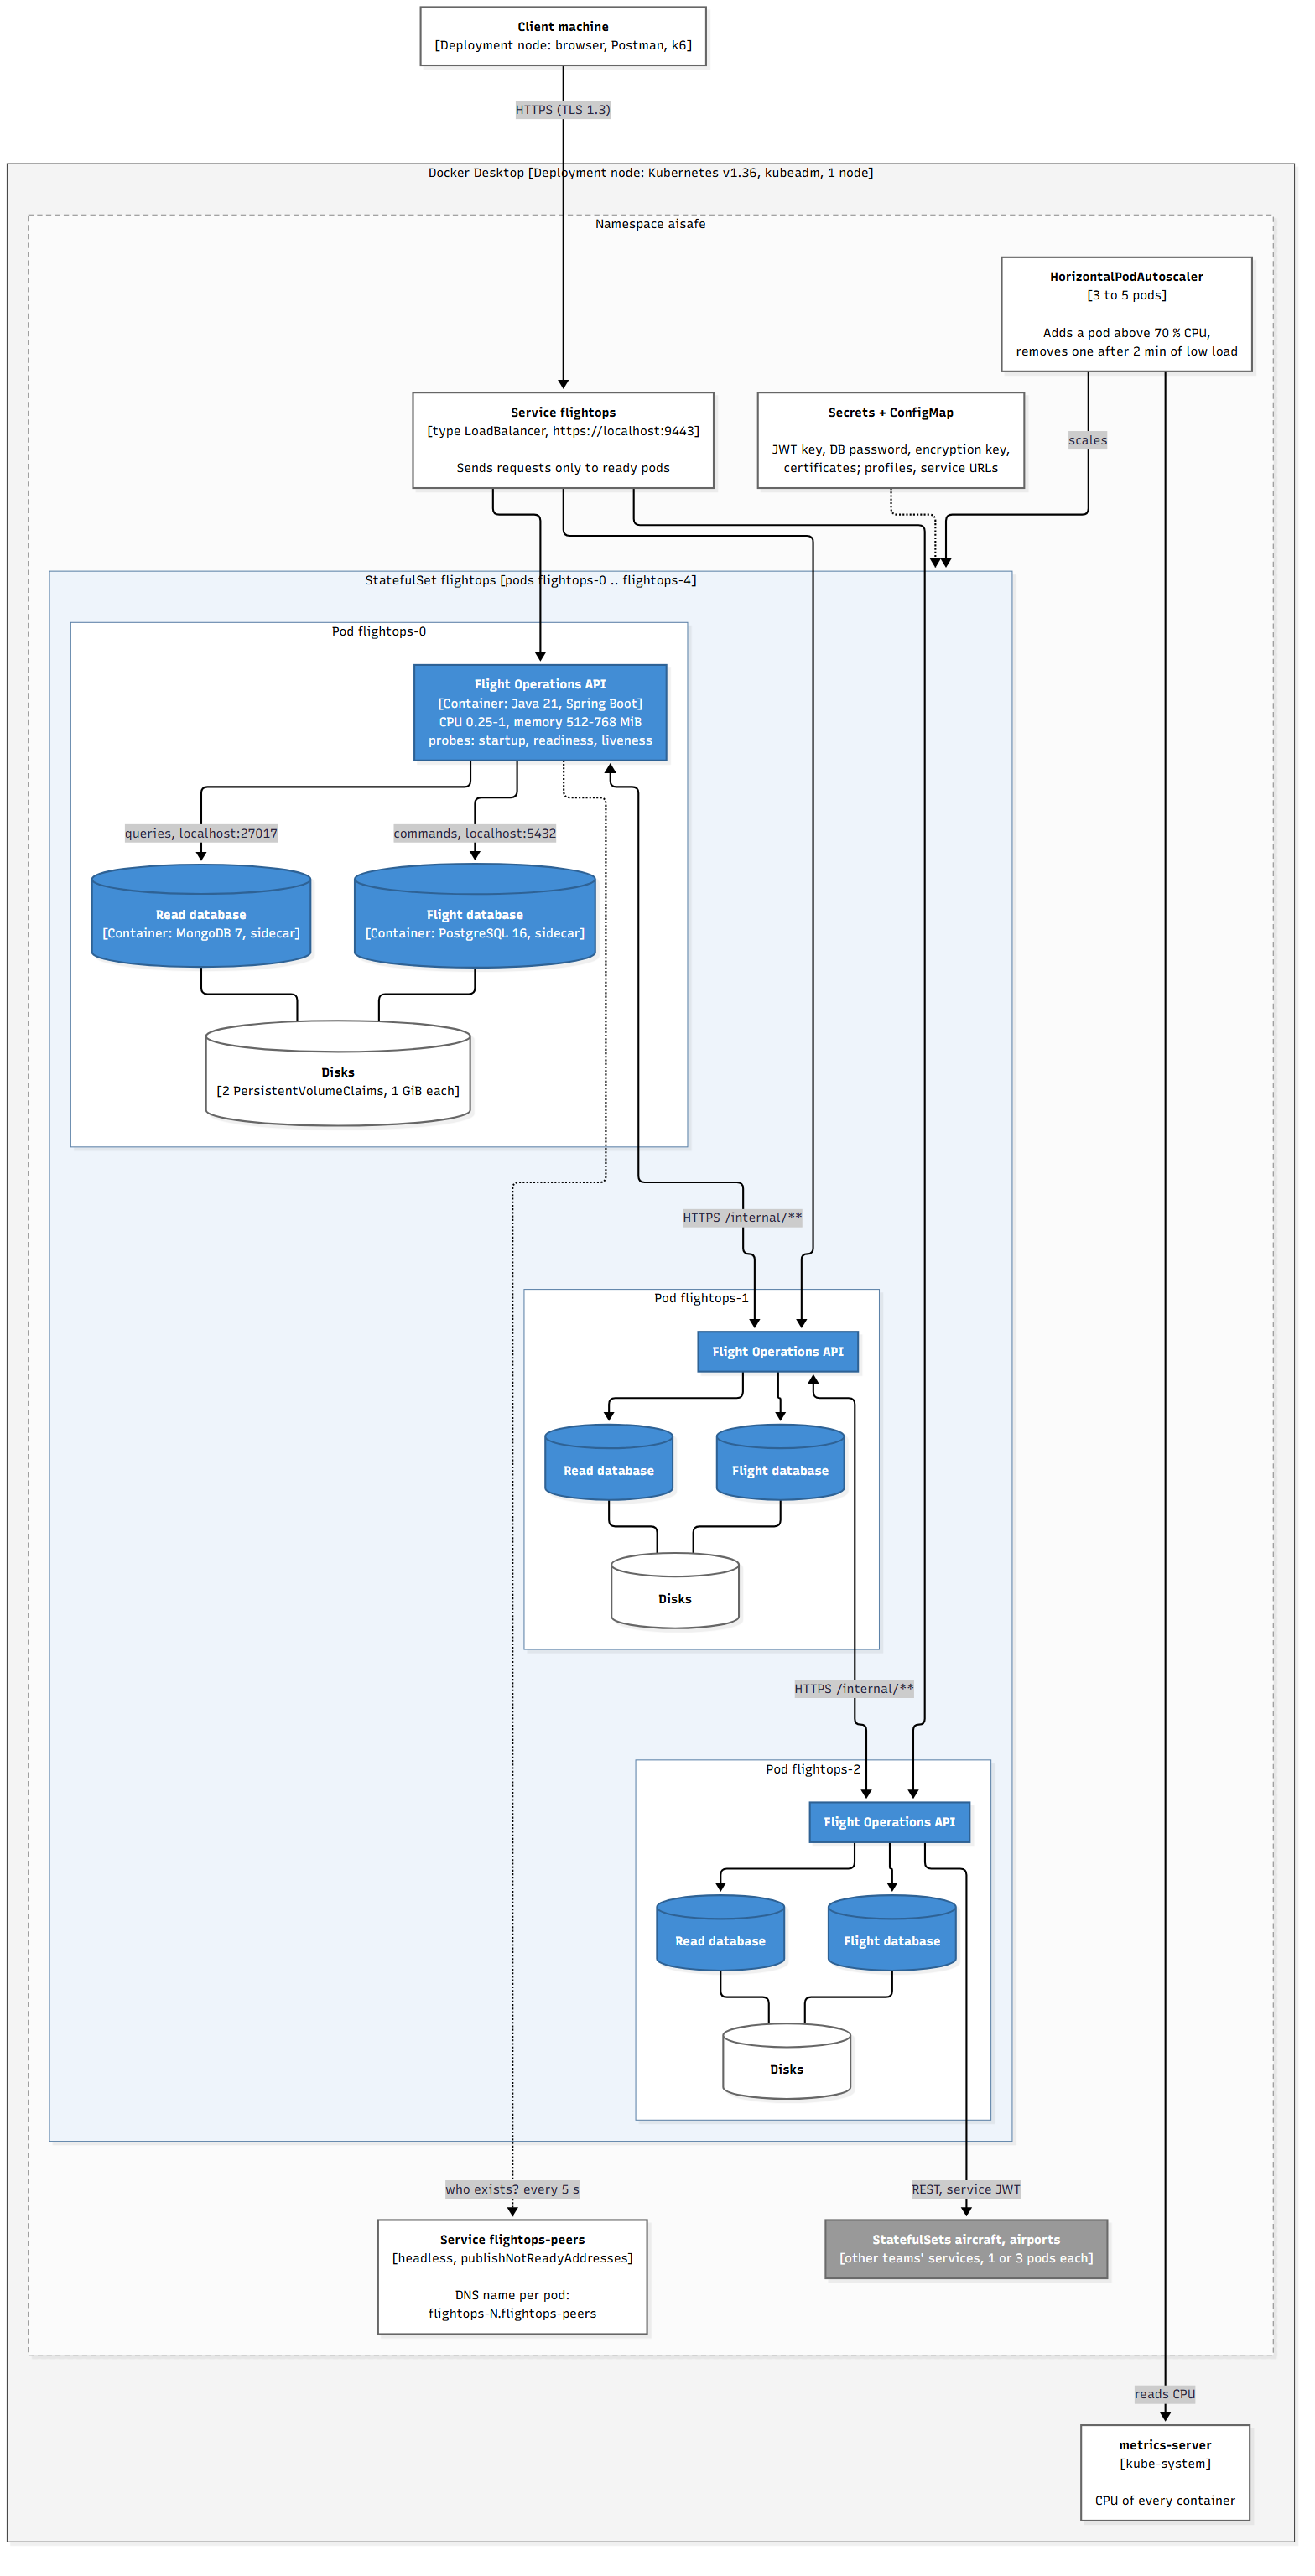 Client machine
[Deployment node: browser, Postman, k6]
HTTPS (TLS 1.3)
Docker Desktop [Deployment node: Kubernetes v1.36, kubeadm, 1 node]
Namespace aisafe
HorizontalPodAutoscaler
[3 to 5 pods]
Adds a pod above 70 % CPU,
removes one after 2 min of low load
Service flightops
[type LoadBalancer, https://localhost:9443]
Sends requests only to ready pods
Secrets + ConfigMap
JWT key, DB password, encryption key,
certificates; profiles, service URLs
scales
StatefulSet flightops [pods flightops-0 .. flightops-4]
Pod flightops-0
Flight Operations API
[Container: Java 21, Spring Boot]
CPU 0.25-1, memory 512-768 MiB
probes: startup, readiness, liveness
queries, localhost:27017
commands, localhost:5432
Read database
[Container: MongoDB 7, sidecar]
Flight database
[Container: PostgreSQL 16, sidecar]
Disks
[2 PersistentVolumeClaims, 1 GiB each]
HTTPS /internal/**
Pod flightops-1
Flight Operations API
Read database
Flight database
Disks
HTTPS /internal/**
Pod flightops-2
Flight Operations API
Read database
Flight database
Disks
who exists? every 5 s
REST, service JWT
Service flightops-peers
[headless, publishNotReadyAddresses]
DNS name per pod:
flightops-N.flightops-peers
StatefulSets aircraft, airports
[other teams' services, 1 or 3 pods each]
reads CPU
metrics-server
[kube-system]
CPU of every container